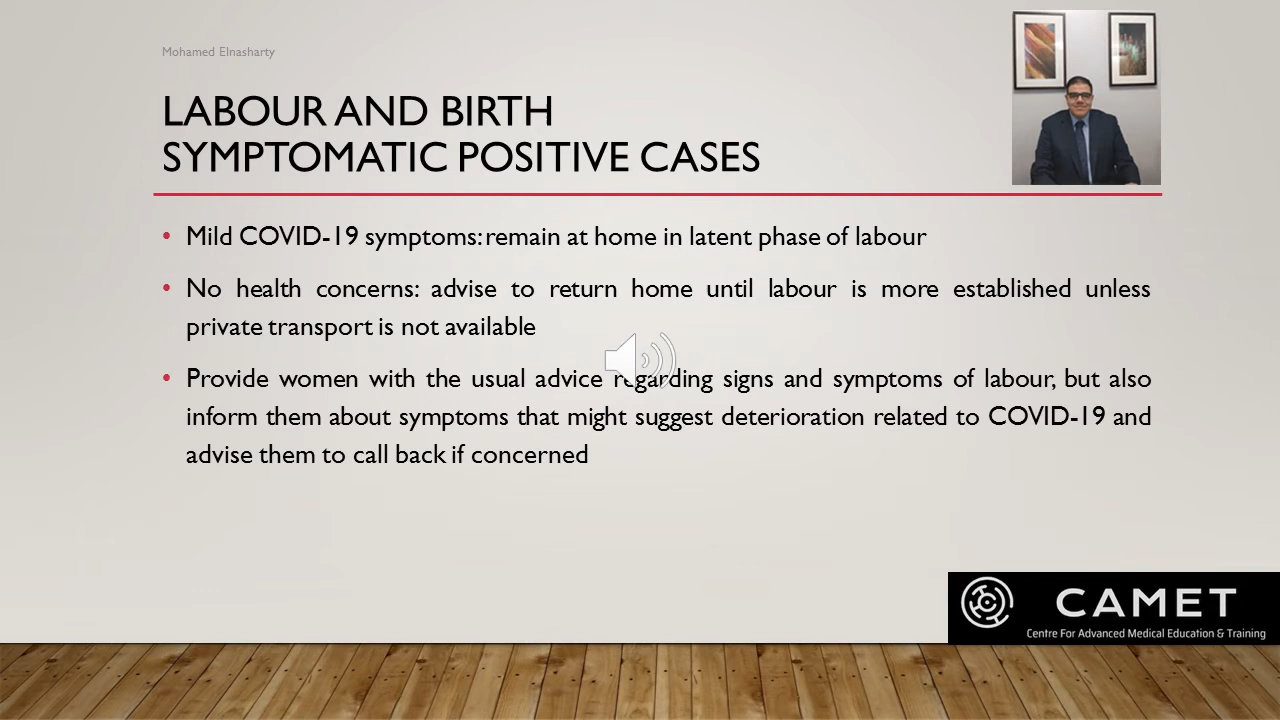 Mohamed Elnasharty
LABOUR AND BIRTH
SYMPTOMATIC POSITIVE CASES
• Mild COVID-19 symptoms: remain at home in latent phase of labour
• No health concerns: advise to return home until labour is more established unless
private transport is not available
• Provide women with the usual advice regarding signs and symptoms of labour, but also
inform them about symptoms that might suggest deterioration related to COVID-19 and
advise them to call back if concerned
CAMET
Centre For Advanced Medical Education & Training